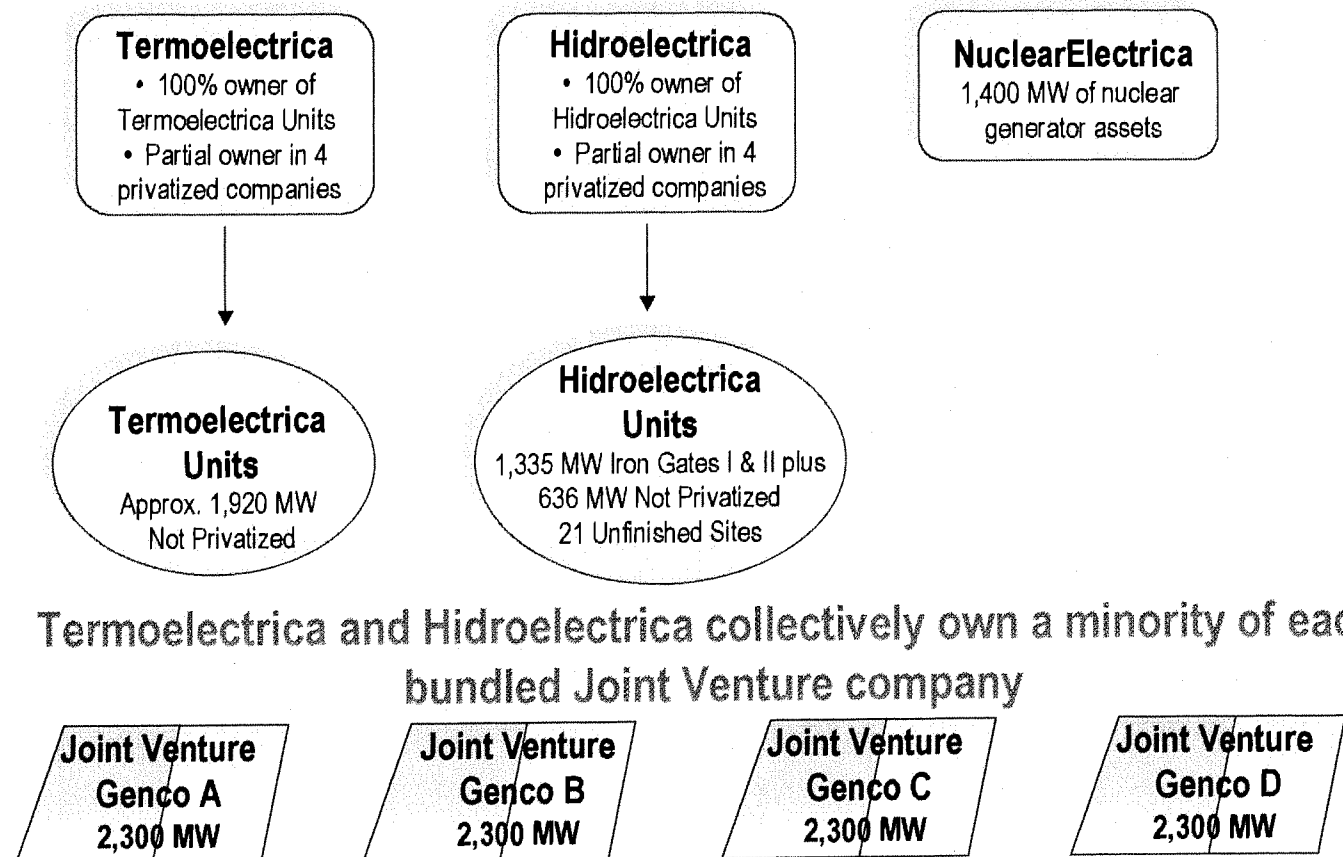 Termoelectrica
• 100% owner of
Termoelectrica Units
• Partial owner in 4
privatized companies
Hidroelectrica
• 100% owner of
Hidroelectrica Units
• Partial owner in 4
privatized companies
NuclearElectrica
1,400 MW of nuclear
generator assets
Termoelectrica
Units
Approx. 1,920 MW
Not Privatized
Hidroelectrica
Units
1,335 MW Iron Gates I & II plus
636 MW Not Privatized
21 Unfinished Sites
Termoelectrica and Hidroelectrica collectively own a minority of eac
bundled Joint Venture company
Joint Venture
Genco A
2,300 MW
Joint Venture
Genco B
2,300 MW
Joint Venture
Genco C
2,300 MW
Joint Venture
Genco D
2,300 MW